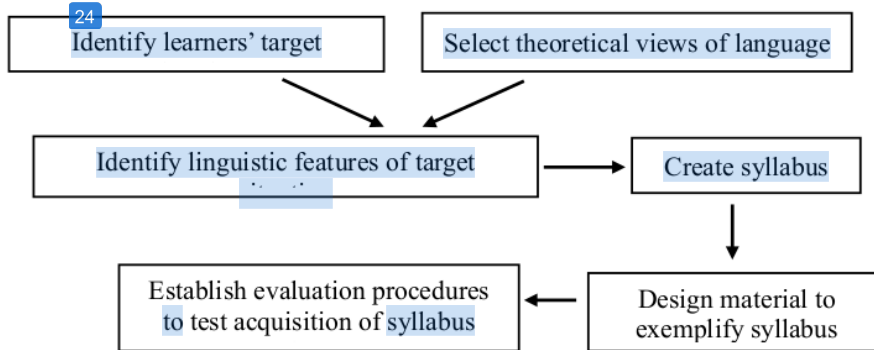 24
Identify learners’ target
Select theoretical views of language
Identify linguistic features of target
Create syllabus
Establish evaluation procedures
to test acquisition of syllabus
Design material to
exemplify syllabus